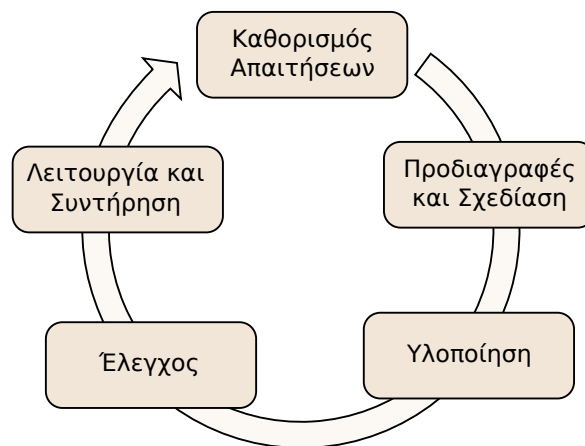 Καθορισμός
Απαιτήσεων
Προδιαγραφές
και Σχεδίαση
Υλοποίηση
Έλεγχος
Λειτουργία και
Συντήρηση